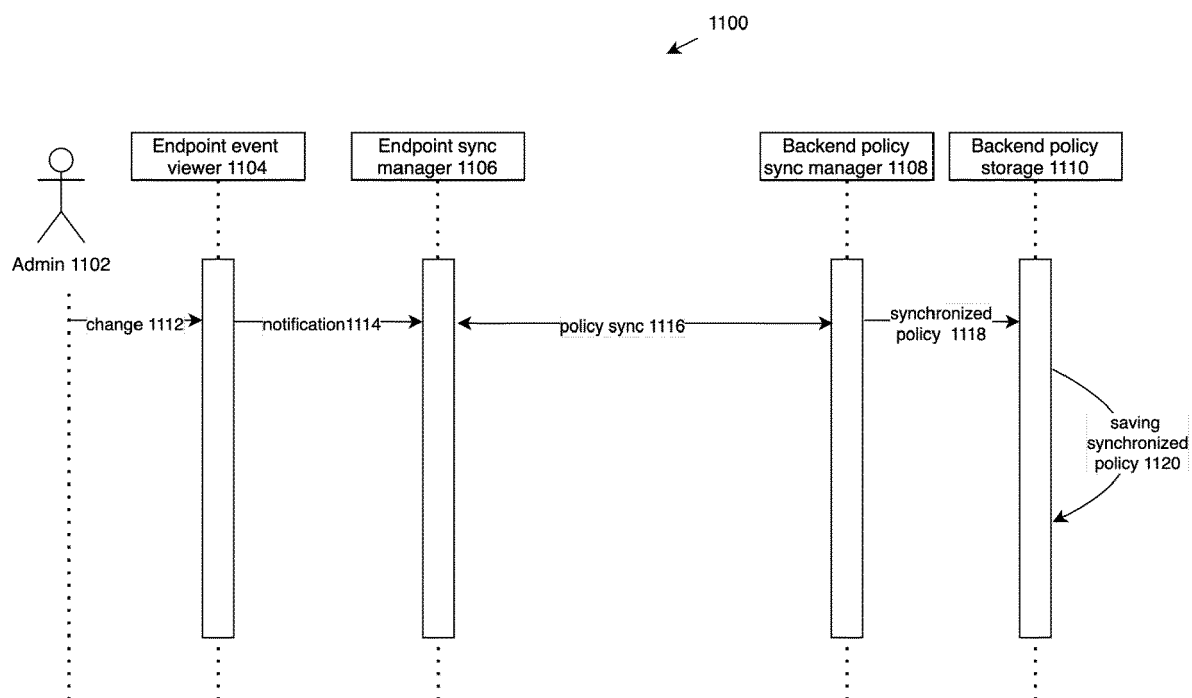 1100
Endpoint event
viewer 1104
Endpoint sync
manager 1106
Backend policy
sync manager 1108
Backend policy
storage 1110
Admin 1102
change 1112
notification1114
policy sync 1116
synchronized
policy 1118
saving
synchronized
policy 1120